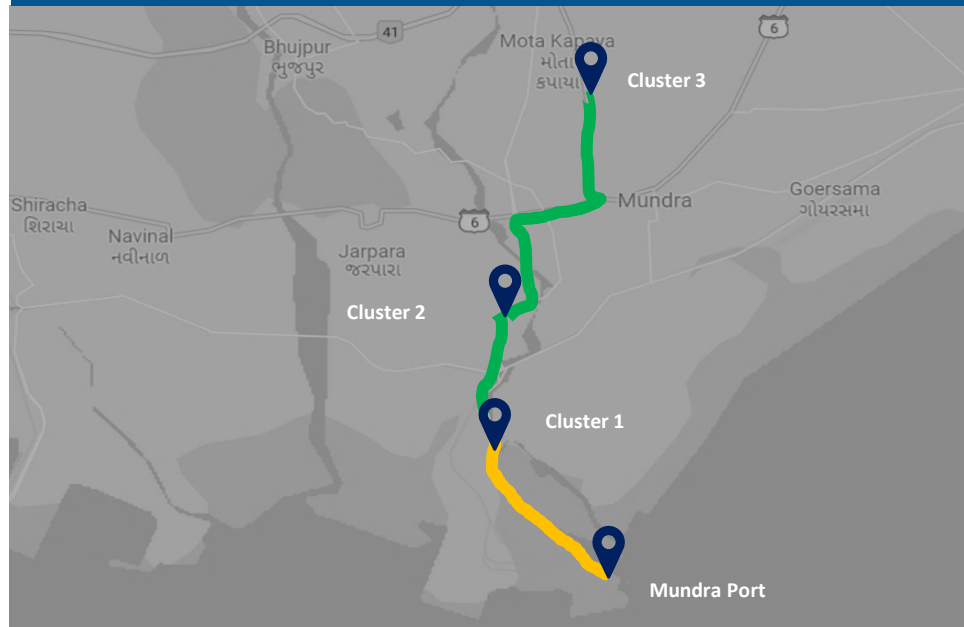 41
6
Bhujpur
ભુજપુર
Mota Kapaya
મોટા
કપાયા
Cluster 3
Shiracha
શિરાચા
Navinal
નવીનાળ
6
Mundra
Goersama
ગોયરસમા
Jarpara
જરપારા
Cluster 2
Cluster 1
Mundra Port